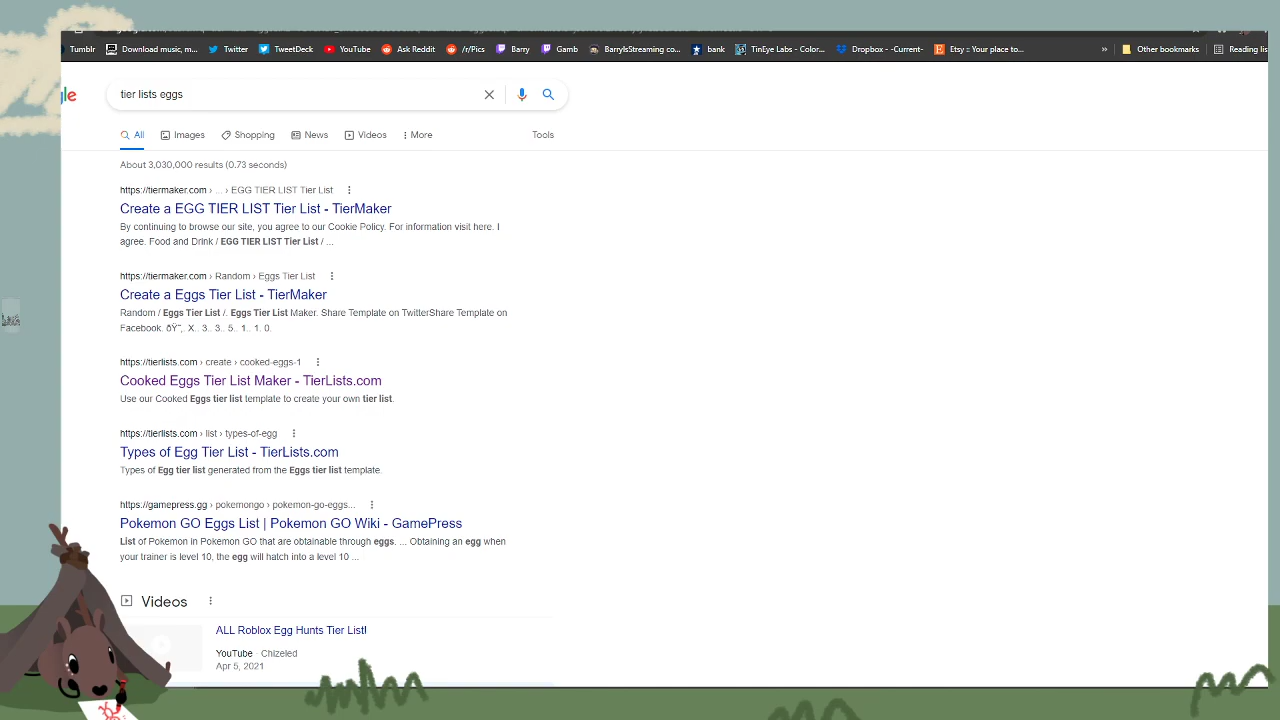 Tumblr Download music, m... Twitter TweetDeck YouTube Ask Reddit /r/Pics Barry Gamb BarrylsStreaming co... bank TinEye Labs - Color... Dropbox - -Current- Etsy :: Your place to... » Other bookmarks Reading lis
gle tier lists eggs
All Images Shopping News Videos More Tools
About 3,030,000 results (0.73 seconds)
https://tiermaker.com › ... › EGG TIER LIST Tier List
Create a EGG TIER LIST Tier List - TierMaker
By continuing to browse our site, you agree to our Cookie Policy. For information visit here. I
agree. Food and Drink / EGG TIER LIST Tier List / ...
https://tiermaker.com › Random › Eggs Tier List
Create a Eggs Tier List - TierMaker
Random / Eggs Tier List /. Eggs Tier List Maker. Share Template on TwitterShare Template on
Facebook. ðŸ˜‚. X.. 3.. 3.. 5.. 1.. 1. 0.
https://tierlists.com › create › cooked-eggs-1
Cooked Eggs Tier List Maker - TierLists.com
Use our Cooked Eggs tier list template to create your own tier list.
https://tierlists.com › list › types-of-egg
Types of Egg Tier List - TierLists.com
Types of Egg tier list generated from the Eggs tier list template.
https://gamepress.gg › pokemongo › pokemon-go-eggs...
Pokemon GO Eggs List | Pokemon GO Wiki - GamePress
List of Pokemon in Pokemon GO that are obtainable through eggs. ... Obtaining an egg when
your trainer is level 10, the egg will hatch into a level 10 ...
Videos
ALL Roblox Egg Hunts Tier List!
YouTube · Chizeled
Apr 5, 2021